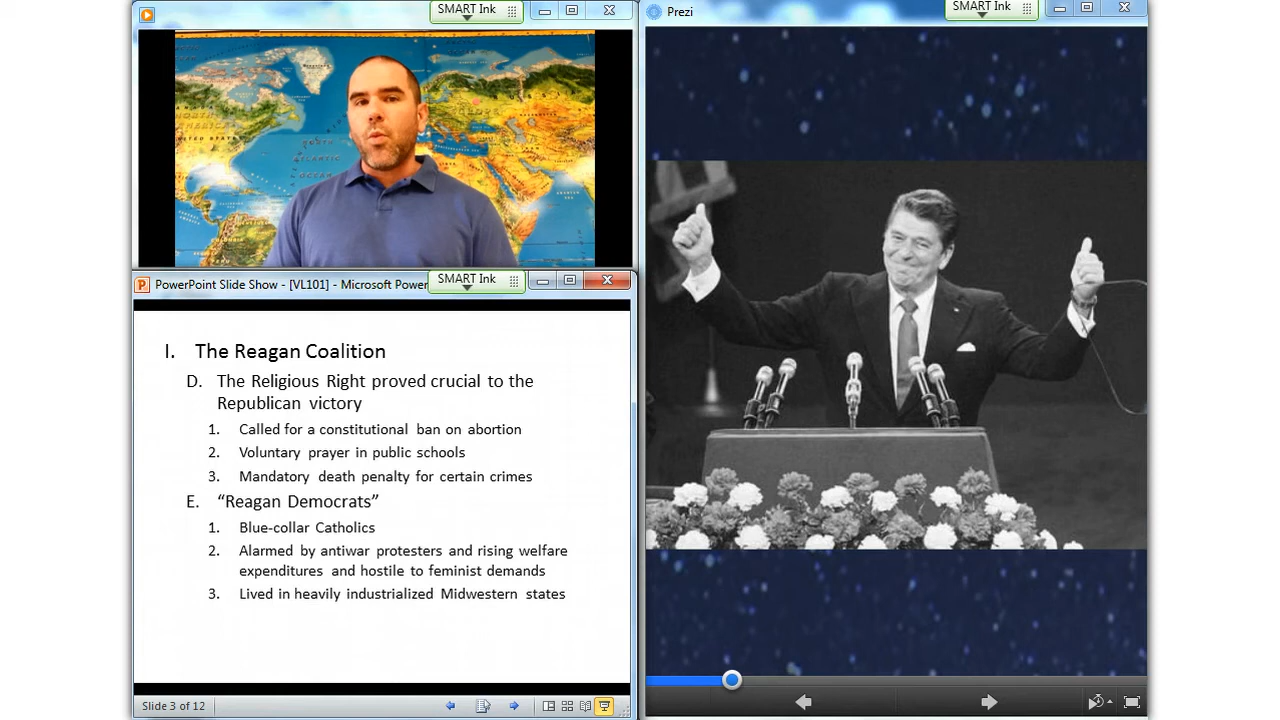 SMART Ink
SMART Ink
Prezi
SMART Ink
PowerPoint Slide Show - [VL101] - Microsoft Power
I. The Reagan Coalition
D. The Religious Right proved crucial to the
Republican victory
1. Called for a constitutional ban on abortion
2. Voluntary prayer in public schools
3. Mandatory death penalty for certain crimes
E. “Reagan Democrats”
1. Blue-collar Catholics
2. Alarmed by antiwar protesters and rising welfare
expenditures and hostile to feminist demands
3. Lived in heavily industrialized Midwestern states
Slide 3 of 12